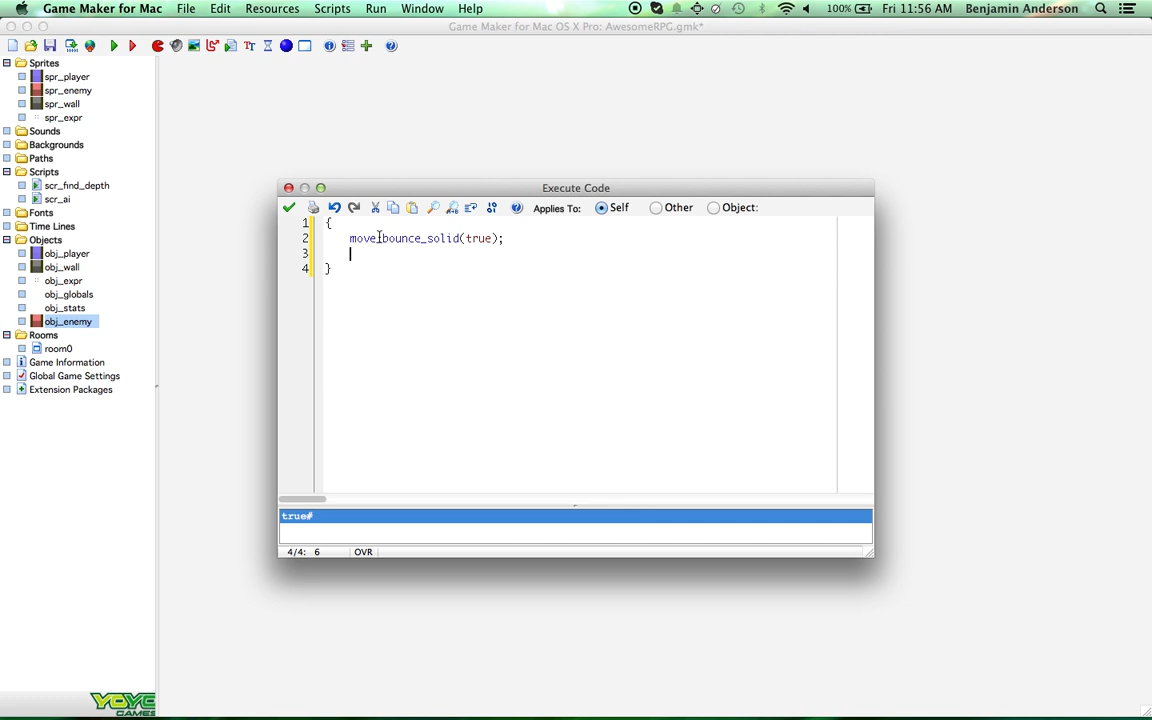 Game Maker for Mac File Edit Resources Scripts Run Window Help 100% Fri 11:56 AM Benjamin Anderson
Game Maker for Mac OS X Pro: AwesomeRPG.gmk*
Sprites
spr_player
spr_enemy
spr_wall
spr_expr
Sounds
Backgrounds
Paths
Scripts
scr_find_depth
scr_ai
Fonts
Time Lines
Objects
obj_player
obj_wall
obj_expr
obj_globals
obj_stats
obj_enemy
Rooms
room0
Game Information
Global Game Settings
Extension Packages
YOYO
GAMES
Execute Code
Applies To: Self Other Object:
1 {
2 move_bounce_solid(true);
3
4 }
true#
4/4: 6 OVR